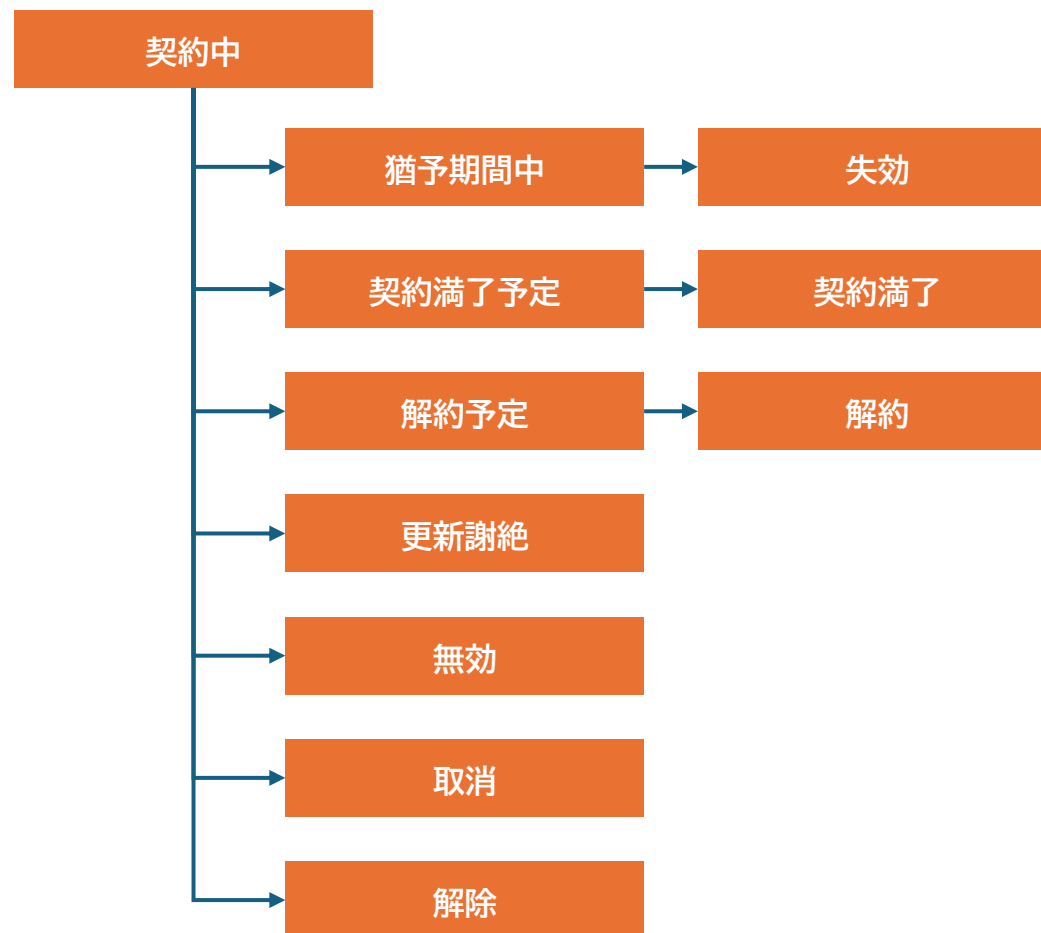 契約中
猶予期間中
失効
契約満了予定
契約満了
解約予定
解約
更新謝絶
無効
取消
解除